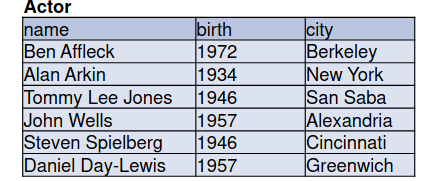 Actor
name birth city
Ben Affleck 1972 Berkeley
Alan Arkin 1934 New York
Tommy Lee Jones 1946 San Saba
John Wells 1957 Alexandria
Steven Spielberg 1946 Cincinnati
Daniel Day-Lewis 1957 Greenwich